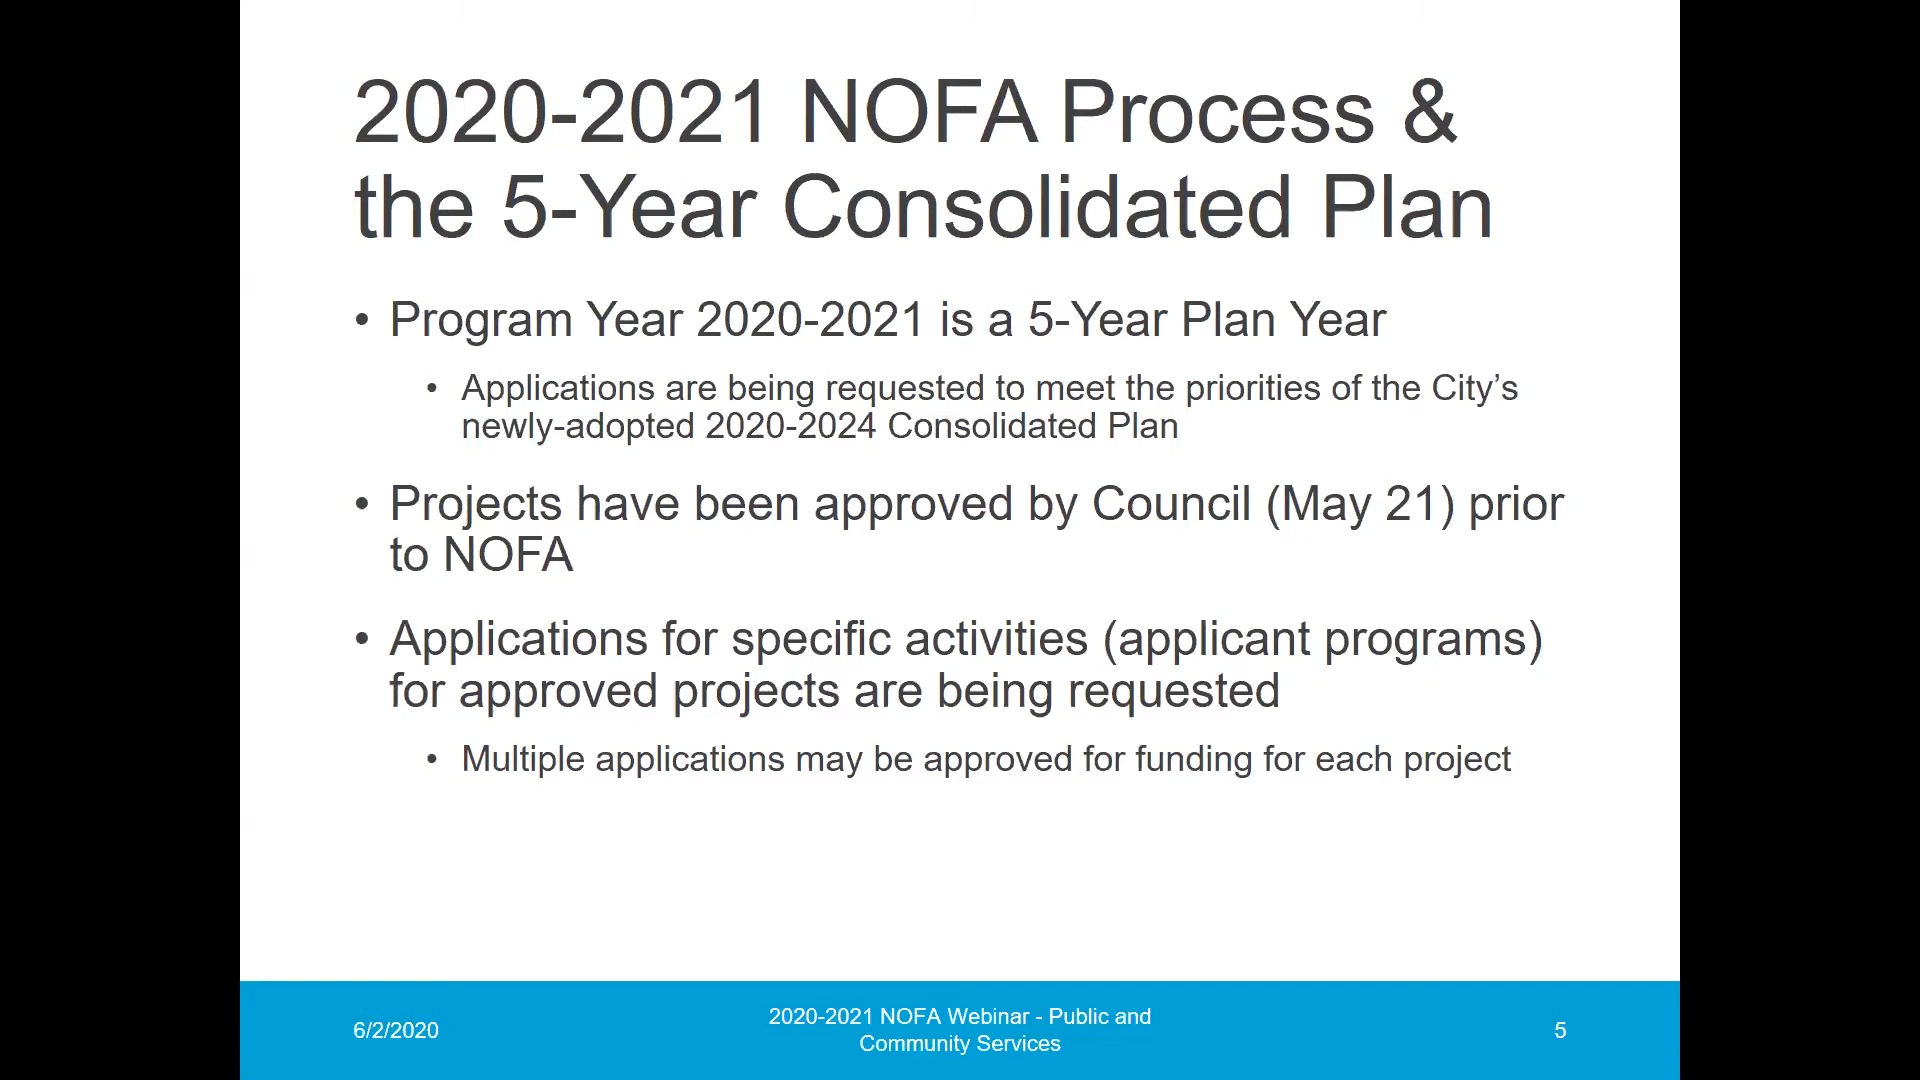 2020-2021 NOFA Process &
the 5-Year Consolidated Plan
• Program Year 2020-2021 is a 5-Year Plan Year
• Applications are being requested to meet the priorities of the City’s
newly-adopted 2020-2024 Consolidated Plan
• Projects have been approved by Council (May 21) prior
to NOFA
• Applications for specific activities (applicant programs)
for approved projects are being requested
• Multiple applications may be approved for funding for each project
6/2/2020
2020-2021 NOFA Webinar - Public and
Community Services
5